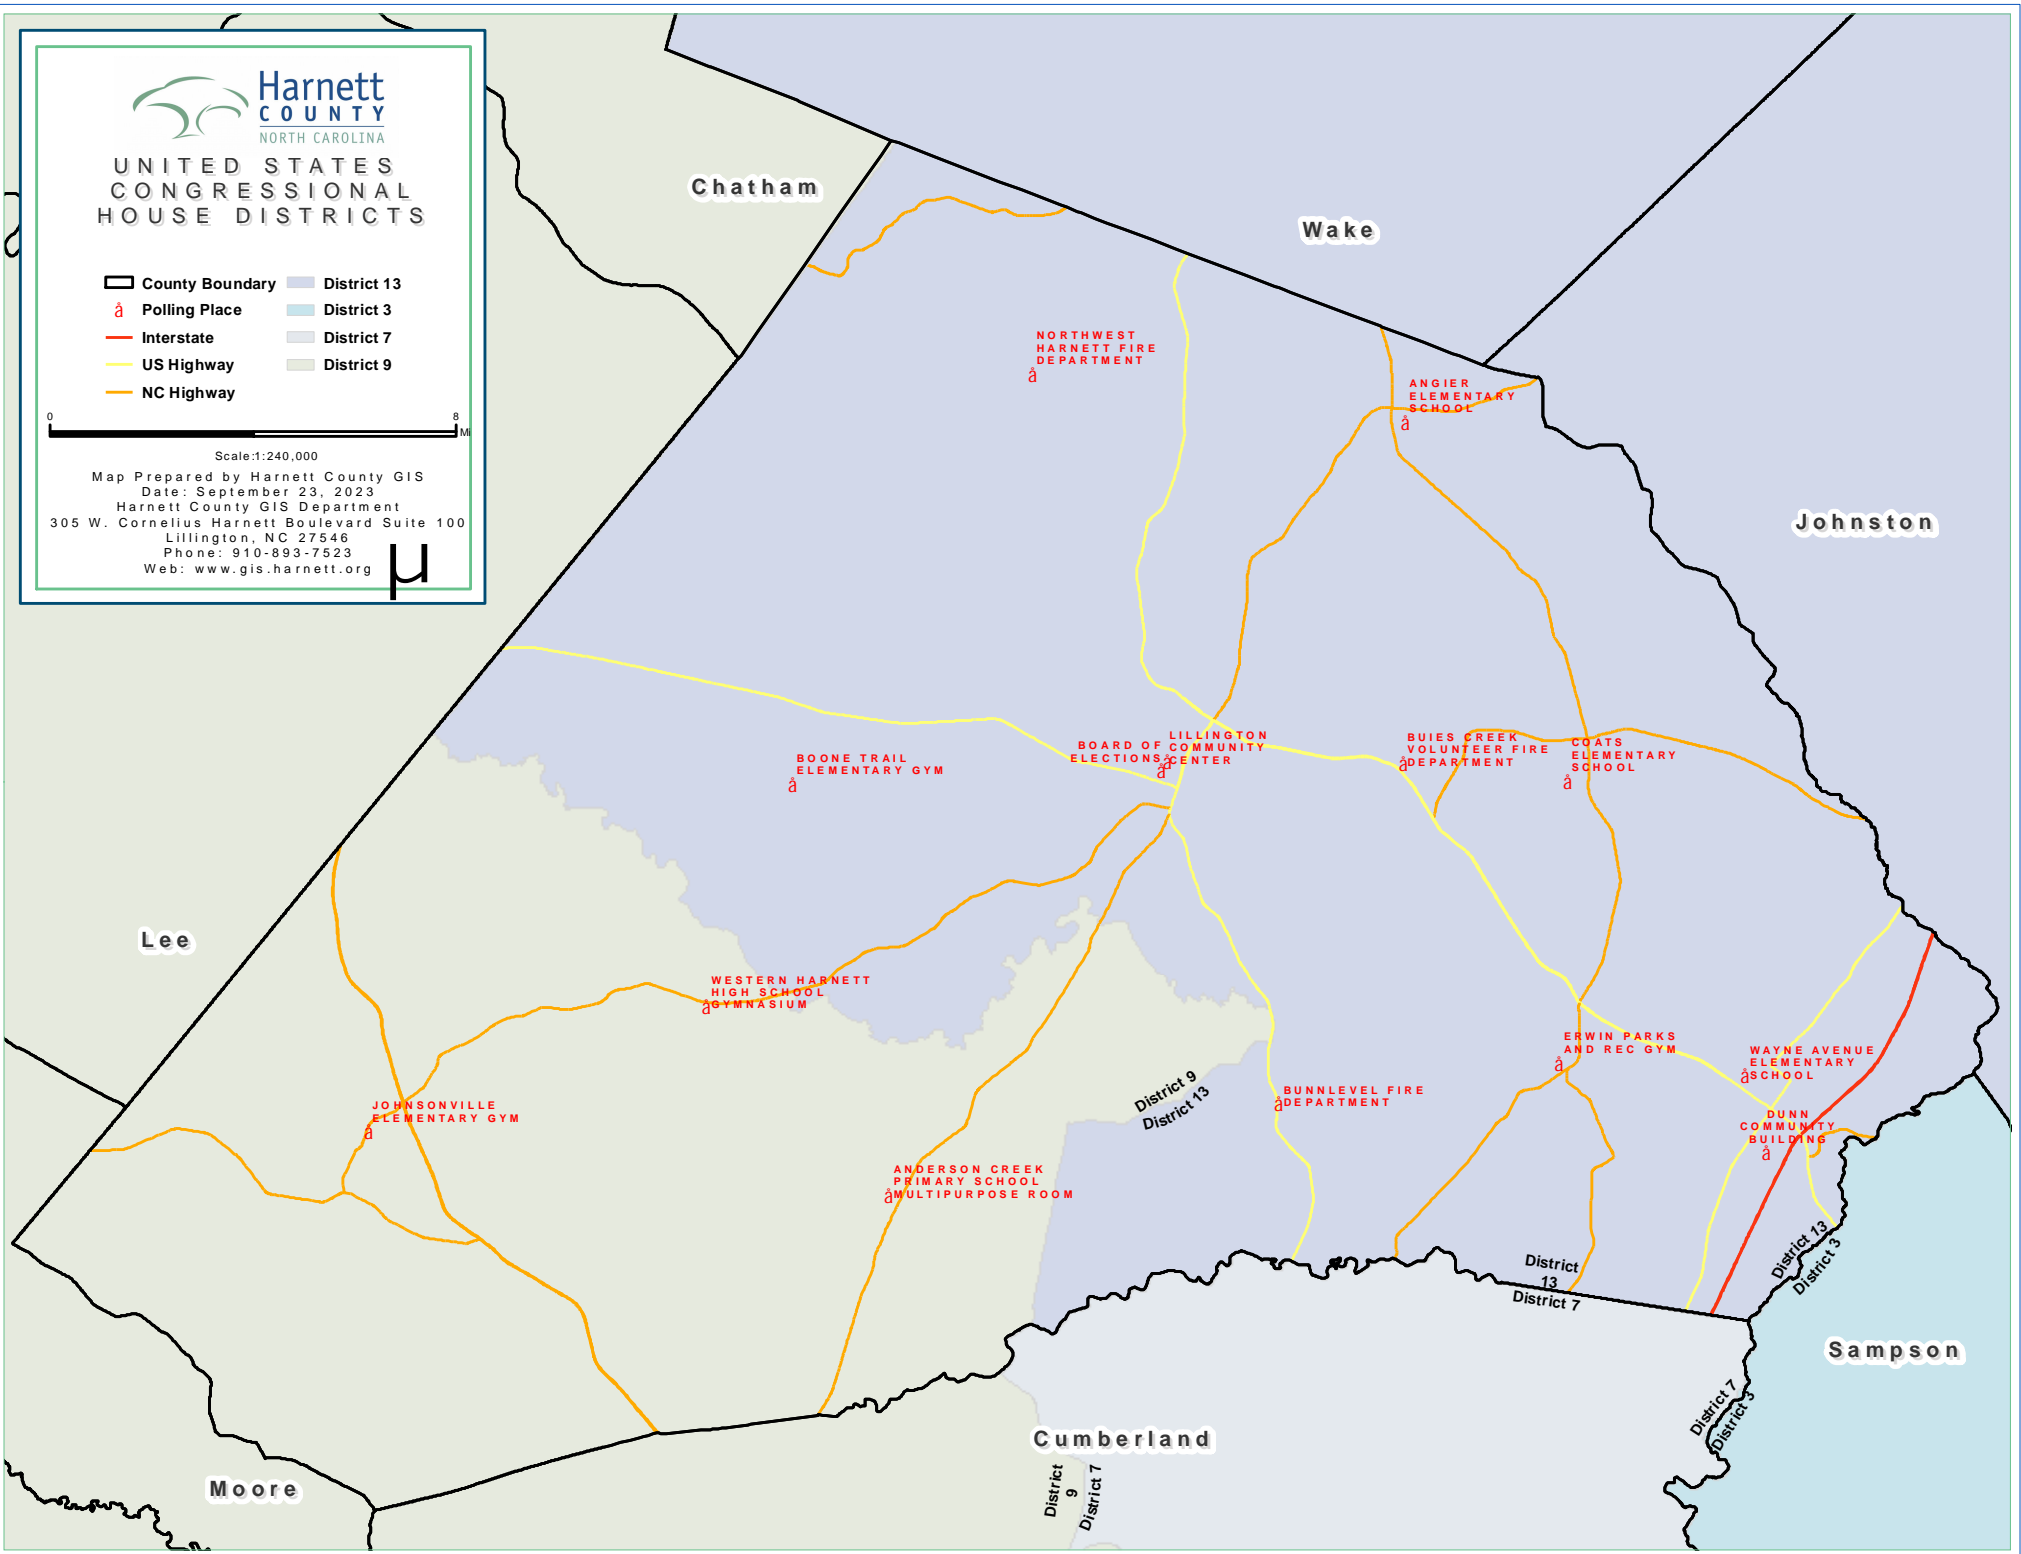 Harnett
COUNTY
NORTH CAROLINA
UNITED STATES
CONGRESSIONAL
HOUSE DISTRICTS
County Boundary
å Polling Place
Interstate
US Highway
NC Highway
District 13
District 3
District 7
District 9
0 8
Mi
Scale:1:240,000
Map Prepared by Harnett County GIS
Date: September 23, 2023
Harnett County GIS Department
305 W. Cornelius Harnett Boulevard Suite 100
Lillington, NC 27546
Phone: 910-893-7523
Web: www.gis.harnett.org
µ
Chatham
Wake
Johnston
Lee
Moore
Cumberland
Sampson
NORTHWEST
HARNETT FIRE
DEPARTMENT
å
ANGIER
ELEMENTARY
SCHOOL
å
BOONE TRAIL
ELEMENTARY GYM
å
BOARD OF
ELECTIONS
å
LILLINGTON
COMMUNITY
CENTER
å
BUIES CREEK
VOLUNTEER FIRE
DEPARTMENT
å
COATS
ELEMENTARY
SCHOOL
å
WESTERN HARNETT
HIGH SCHOOL
GYMNASIUM
å
ERWIN PARKS
AND REC GYM
å
WAYNE AVENUE
ELEMENTARY
SCHOOL
å
JOHNSONVILLE
ELEMENTARY GYM
å
BUNNLEVEL FIRE
DEPARTMENT
å
DUNN
COMMUNITY
BUILDING
å
ANDERSON CREEK
PRIMARY SCHOOL
MULTIPURPOSE ROOM
å
District 9
District 13
District
13
District 7
District 13
District 3
District 7
District 3
District
9
District 7